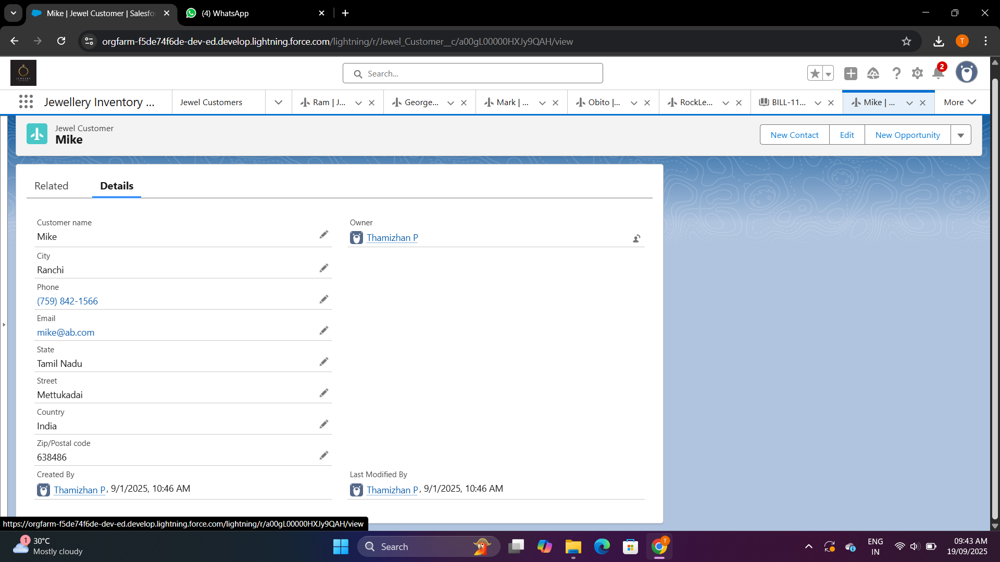 Mike | Jewel Customer | Salesfo
(4) WhatsApp
orgfarm-f5de74f6de-dev-ed.develop.lightning.force.com/lightning/r/Jewel_Customer__c/a00gL00000HXJy9QAH/view
T
JEWELRY
Search...
2
Jewellery Inventory ...
Jewel Customers
Ram | J...
George...
Mark | ...
Obito |...
RockLe...
BILL-11...
Mike | ...
More
Jewel Customer
Mike
New Contact
Edit
New Opportunity
Related
Details
Customer name
Mike
Owner
Thamizhan P
City
Ranchi
Phone
(759) 842-1566
Email
mike@ab.com
State
Tamil Nadu
Street
Mettukadai
Country
India
Zip/Postal code
638486
Created By
Thamizhan P, 9/1/2025, 10:46 AM
Last Modified By
Thamizhan P, 9/1/2025, 10:46 AM
https://orgfarm-f5de74f6de-dev-ed.develop.lightning.force.com/lightning/r/a00gL00000HXJy9QAH/view
1
30°C
Mostly cloudy
Search
T
ENG
IN
09:43 AM
19/09/2025